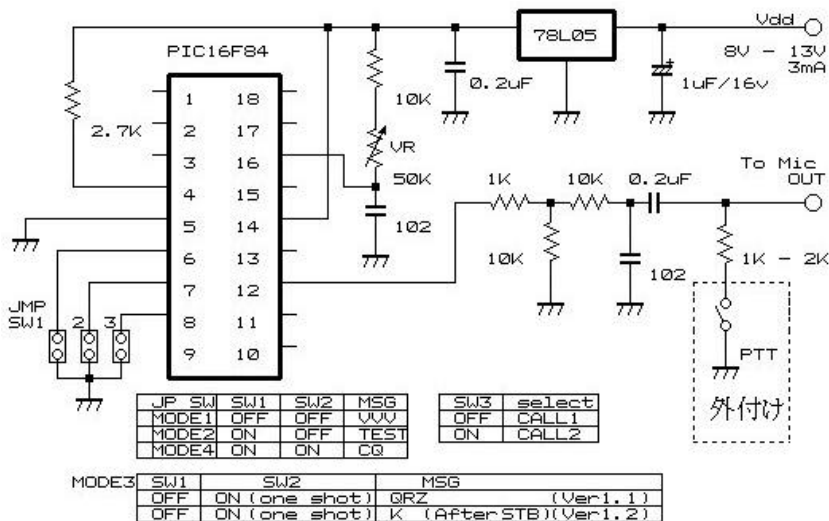 Vdd
78L05
8V - 13V
3mA
PIC16F84
0.2uF
1uF/16v
10K
2.7K
VR
50K
102
1 18
2 17
3 16
4 15
5 14
6 13
7 12
8 11
9 10
To Mic
OUT
1K
10K
0.2uF
10K
102
1K - 2K
PTT
外付け
JMP
SW1 2 3
JP SW SW1 SW2 MSG
MODE1 OFF OFF VVV
MODE2 ON OFF TEST
MODE4 ON ON CQ
SW3 select
OFF CALL1
ON CALL2
MODE3 SW1 SW2 MSG
OFF ON (one shot) QRZ (Ver1.1)
OFF ON (one shot) K (AfterSTB)(Ver1.2)